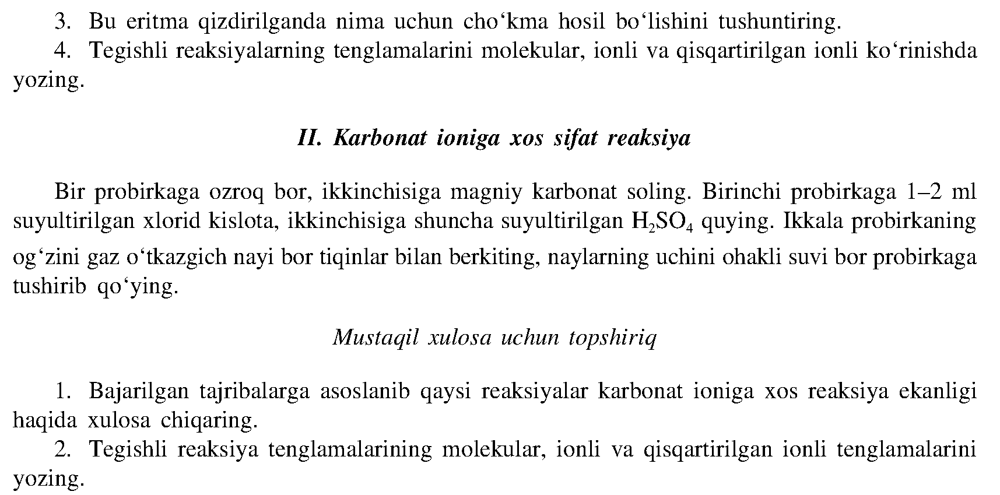 3. Bu eritma qizdirilganda nima uchun cho‘kma hosil bo‘lishini tushuntiring.
4. Tegishli reaksiyalarning tenglamalarini molekular, ionli va qisqartirilgan ionli ko‘rinishda
yozing.
II. Karbonat ioniga xos sifat reaksiya
Bir probirkaga ozroq bor, ikkinchisiga magniy karbonat soling. Birinchi probirkaga 1–2 ml
suyultirilgan xlorid kislota, ikkinchisiga shuncha suyultirilgan H₂SO₄ quying. Ikkala probirkaning
og‘zini gaz o‘tkazgich nayi bor tiqinlar bilan berkiting, naylarning uchini ohakli suvi bor probirkaga
tushirib qo‘ying.
Mustaqil xulosa uchun topshiriq
1. Bajarilgan tajribalarga asoslanib qaysi reaksiyalar karbonat ioniga xos reaksiya ekanligi
haqida xulosa chiqaring.
2. Tegishli reaksiya tenglamalarining molekular, ionli va qisqartirilgan ionli tenglamalarini
yozing.